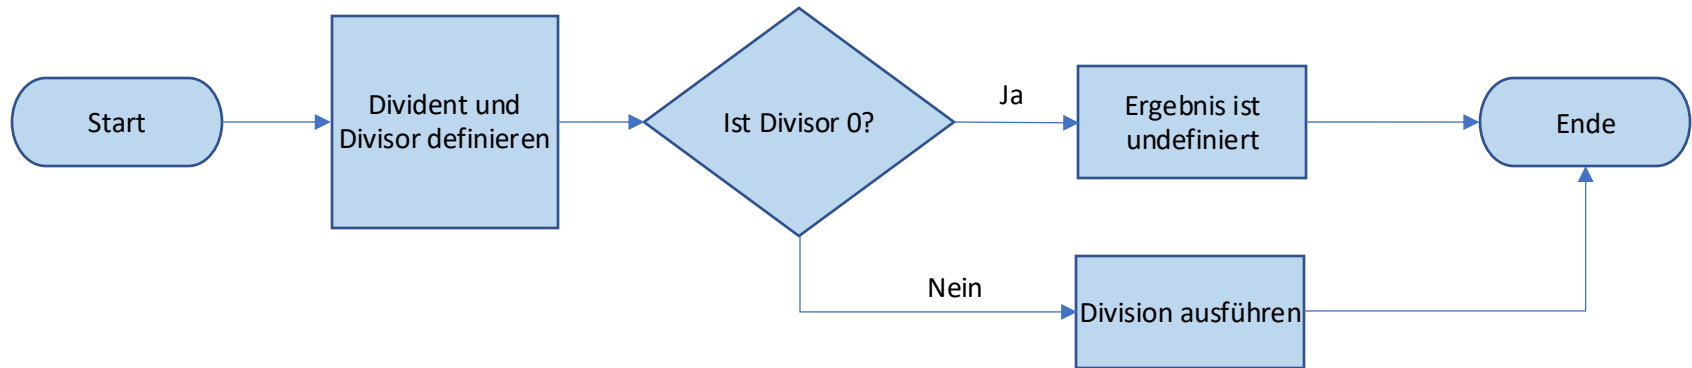 Start
Divident und
Divisor definieren
Ist Divisor 0?
Ja
Ergebnis ist
undefiniert
Ende
Nein
Division ausführen